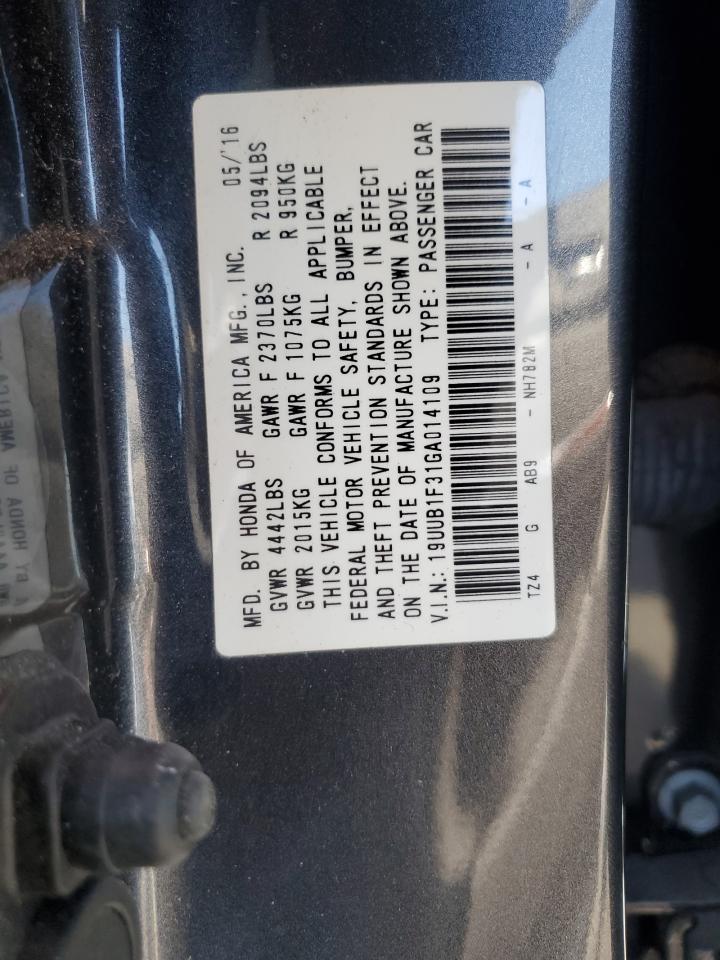 MFD. BY HONDA OF AMERICA MFG., INC. 05/'16
GVWR 4442LBS GAWR F 2370LBS R 2094LBS
GVWR 2015KG GAWR F 1075KG R 950KG
THIS VEHICLE CONFORMS TO ALL APPLICABLE
FEDERAL MOTOR VEHICLE SAFETY, BUMPER,
AND THEFT PREVENTION STANDARDS IN EFFECT
ON THE DATE OF MANUFACTURE SHOWN ABOVE.
V.I.N.: 19UUB1F31GA014109 TYPE: PASSENGER CAR
TZ4 G AB9 - NH782M - A - A